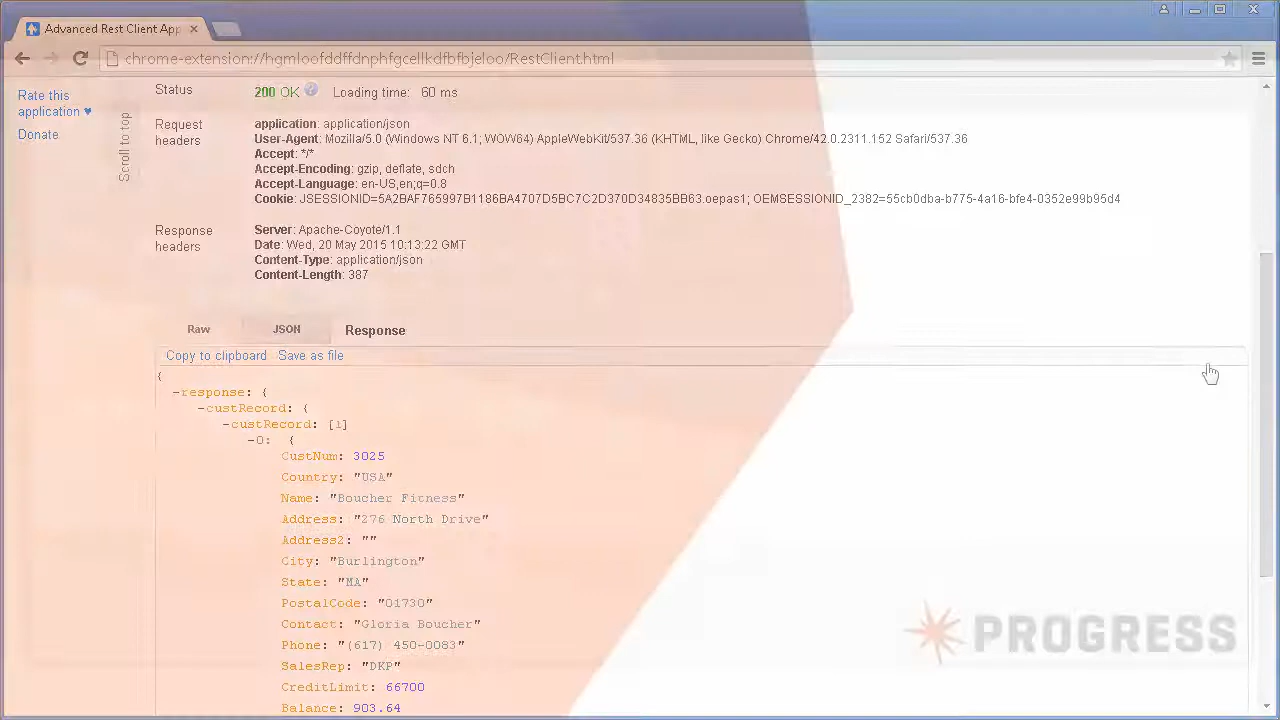 Advanced Rest Client App
chrome-extension://hgmloofddffdnphfgcellkdfbfbjeloo/RestClient.html
Rate this
application ♥
Donate
Scroll to top
Status
200 OK
Loading time: 60 ms
Request
headers
application: application/json
User-Agent: Mozilla/5.0 (Windows NT 6.1; WOW64) AppleWebKit/537.36 (KHTML, like Gecko) Chrome/42.0.2311.152 Safari/537.36
Accept: */*
Accept-Encoding: gzip, deflate, sdch
Accept-Language: en-US,en;q=0.8
Cookie: JSESSIONID=5A2BAF765997B1186BA4707D5BC7C2D370D34835BB63.oepas1; OEMSESSIONID_2382=55cb0dba-b775-4a16-bfe4-0352e99b95d4
Response
headers
Server: Apache-Coyote/1.1
Date: Wed, 20 May 2015 10:13:22 GMT
Content-Type: application/json
Content-Length: 387
Raw
JSON
Response
Copy to clipboard Save as file
{
-response: {
-custRecord: {
-custRecord: [1]
-0: {
CustNum: 3025
Country: "USA"
Name: "Boucher Fitness"
Address: "276 North Drive"
Address2: ""
City: "Burlington"
State: "MA"
PostalCode: "01730"
Contact: "Gloria Boucher"
Phone: "(617) 450-0083"
SalesRep: "DKP"
CreditLimit: 66700
Balance: 903.64
PROGRESS